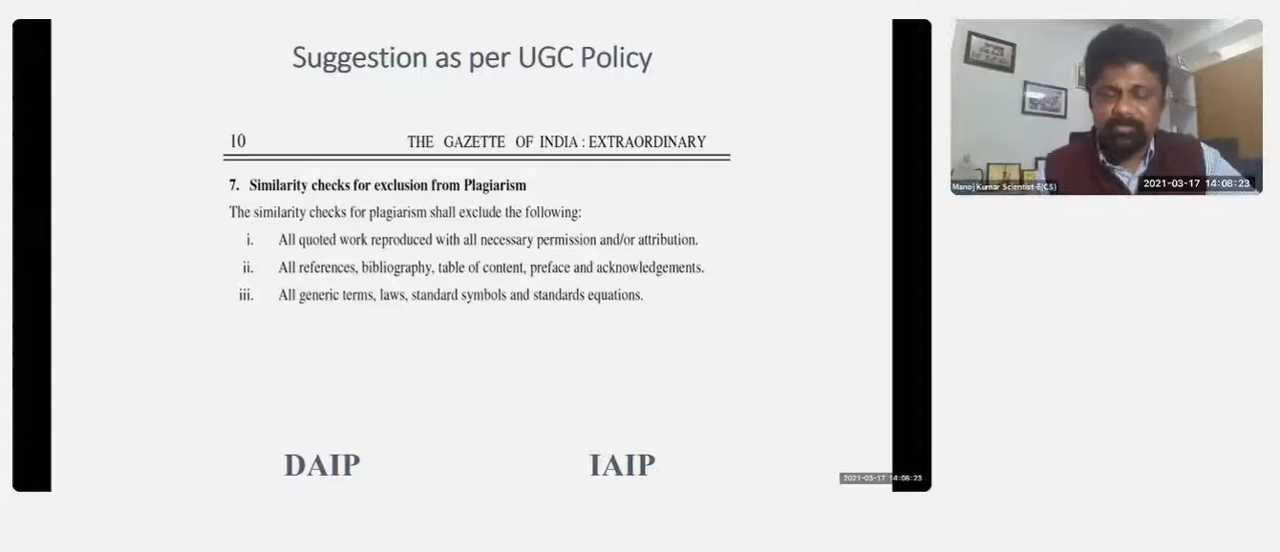 Suggestion as per UGC Policy
10 THE GAZETTE OF INDIA : EXTRAORDINARY
7. Similarity checks for exclusion from Plagiarism
The similarity checks for plagiarism shall exclude the following:
i. All quoted work reproduced with all necessary permission and/or attribution.
ii. All references, bibliography, table of content, preface and acknowledgements.
iii. All generic terms, laws, standard symbols and standards equations.
DAIP IAIP
2021-03-17 14:08:23
Manoj Kumar Scientist-E(CS)
2021-03-17 14:08:23